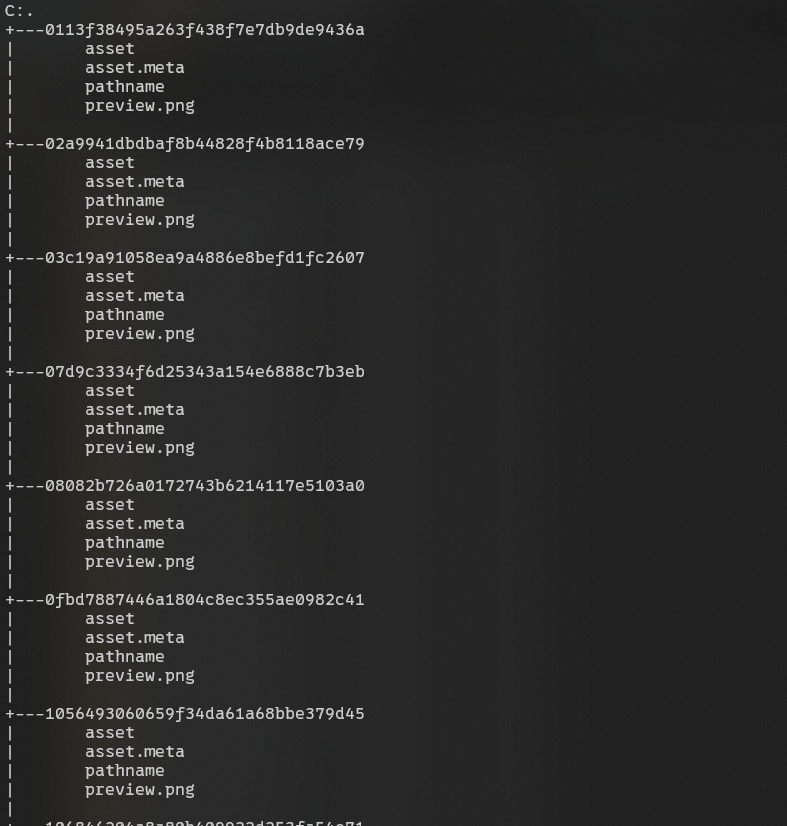 C:.
+---0113f38495a263f438f7e7db9de9436a
|       asset
|       asset.meta
|       pathname
|       preview.png
|
+---02a9941dbdbaf8b44828f4b8118ace79
|       asset
|       asset.meta
|       pathname
|       preview.png
|
+---03c19a91058ea9a4886e8befd1fc2607
|       asset
|       asset.meta
|       pathname
|       preview.png
|
+---07d9c3334f6d25343a154e6888c7b3eb
|       asset
|       asset.meta
|       pathname
|       preview.png
|
+---08082b726a0172743b6214117e5103a0
|       asset
|       asset.meta
|       pathname
|       preview.png
|
+---0fbd7887446a1804c8ec355ae0982c41
|       asset
|       asset.meta
|       pathname
|       preview.png
|
+---1056493060659f34da61a68bbe379d45
|       asset
|       asset.meta
|       pathname
|       preview.png
|